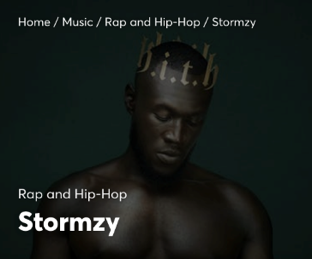 Home / Music / Rap and Hip-Hop / Stormzy
h.i.t.h
Rap and Hip-Hop
Stormzy